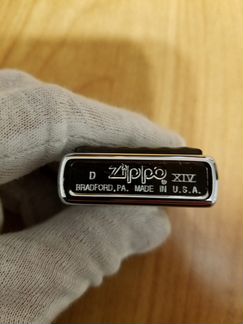 D Zippo XIV
BRADFORD,PA. MADE IN U.S.A.